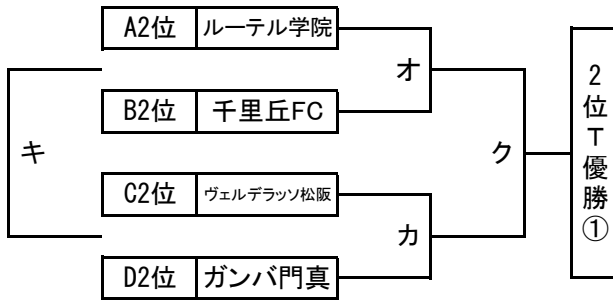 A2位 ルーテル学院
オ
B2位 千里丘FC
キ
ク
C2位 ヴェルデラッソ松阪
カ
D2位 ガンバ門真
2位T優勝①